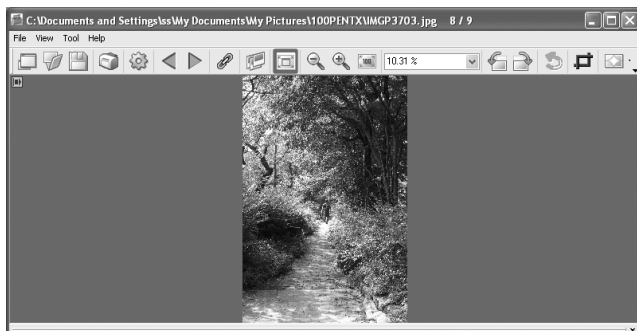 C:\Documents and Settings\ss\My Documents\My Pictures\100PENTX\IMGP3703.jpg 8 / 9
File View Tool Help
100
10.31 %